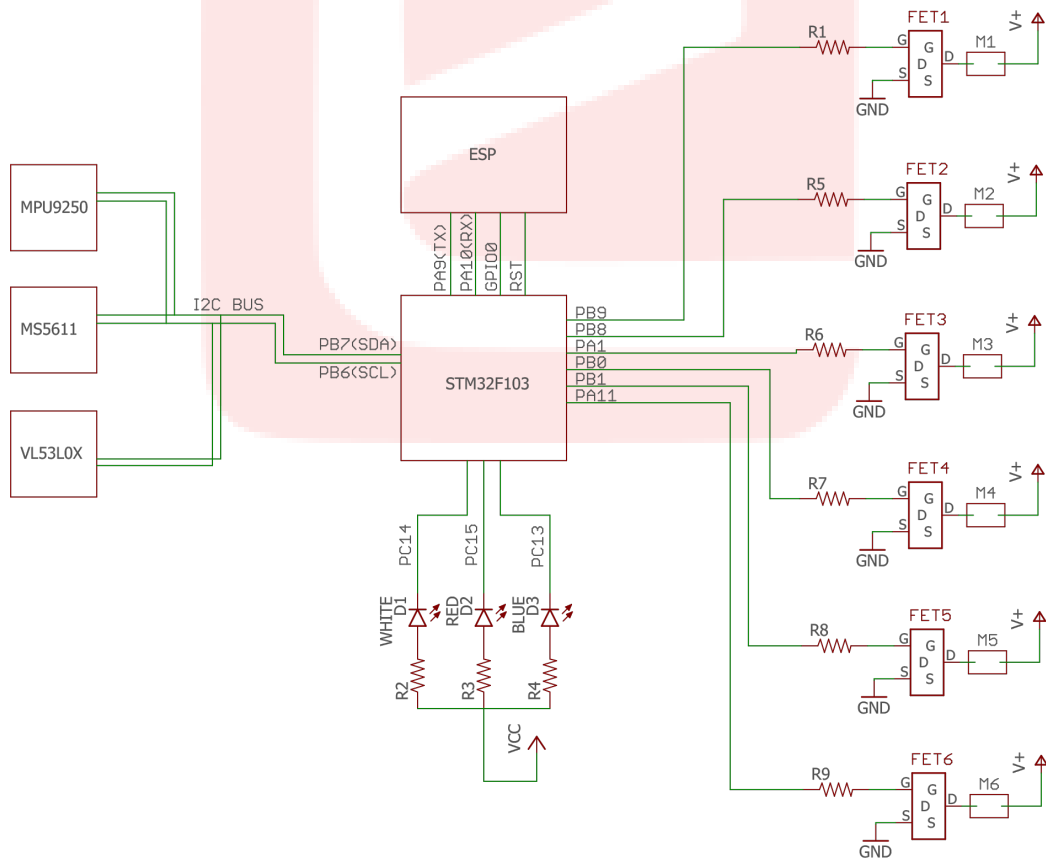 FET1
R1
G
G
D
S
S
D
M1
V+
GND
ESP
PA9(TX)
PA10(RX)
GPIO0
RST
FET2
R5
G
G
D
S
S
D
M2
V+
GND
MPU9250
MS5611
VL53L0X
I2C BUS
PB7(SDA)
PB6(SCL)
STM32F103
PB9
PB8
PA1
PB0
PB1
PA11
FET3
R6
G
G
D
S
S
D
M3
V+
GND
FET4
R7
G
G
D
S
S
D
M4
V+
GND
PC14
PC15
PC13
WHITE
D1
RED
D2
BLUE
D3
R2
R3
R4
VCC
FET5
R8
G
G
D
S
S
D
M5
V+
GND
FET6
R9
G
G
D
S
S
D
M6
V+
GND